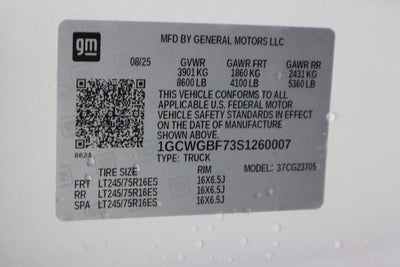 gm
MFD BY GENERAL MOTORS LLC
08/25 GVWR GAWR FRT GAWR RR
3901 KG 1860 KG 2431 KG
8600 LB 4100 LB 5360 LB
THIS VEHICLE CONFORMS TO ALL
APPLICABLE U.S. FEDERAL MOTOR
VEHICLE SAFETY STANDARDS IN EFFECT
ON THE DATE OF MANUFACTURE
SHOWN ABOVE.
1GCWGBF73S1260007
8624
TYPE: TRUCK MODEL: 37CG23705
TIRE SIZE RIM
FRT LT245/75R16ES 16X6.5J
RR LT245/75R16ES 16X6.5J
SPA LT245/75R16ES 16X6.5J